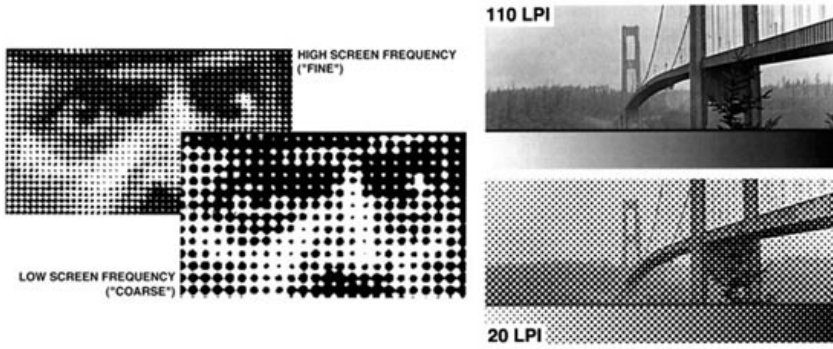 HIGH SCREEN FREQUENCY
("FINE")
LOW SCREEN FREQUENCY
("COARSE")
110 LPI
20 LPI